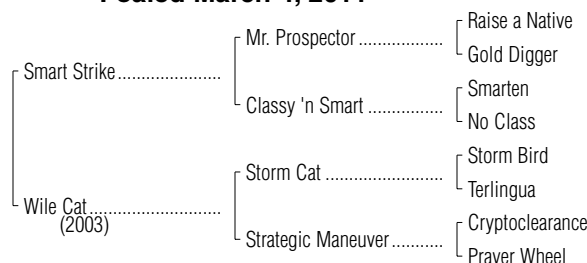 Foaled March 4, 2011
Raise a Native
Mr. Prospector
Gold Digger
Smart Strike
Smarten
Classy 'n Smart
No Class
Storm Bird
Storm Cat
Terlingua
Wile Cat
(2003)
Cryptoclearance
Strategic Maneuver
Prayer Wheel